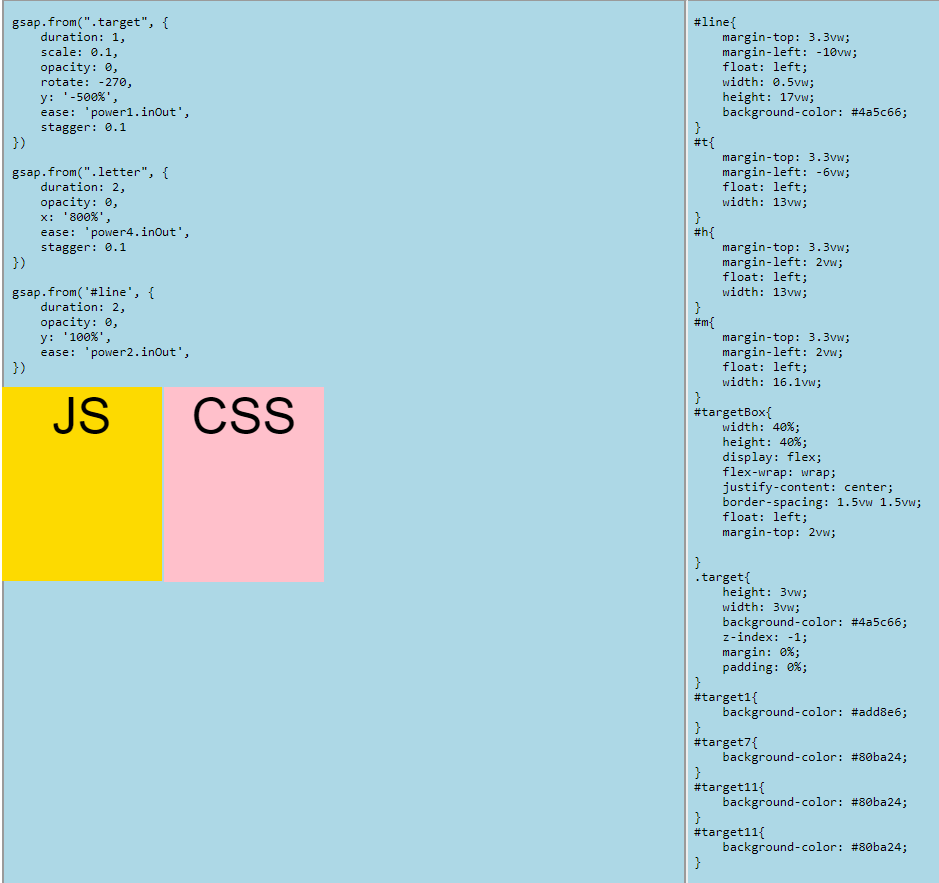 gsap.from(".target", {
    duration: 1,
    scale: 0.1,
    opacity: 0,
    rotate: -270,
    y: '-500%',
    ease: 'power1.inOut',
    stagger: 0.1
})

gsap.from(".letter", {
    duration: 2,
    opacity: 0,
    x: '800%',
    ease: 'power4.inOut',
    stagger: 0.1
})

gsap.from('#line', {
    duration: 2,
    opacity: 0,
    y: '100%',
    ease: 'power2.inOut',
})
JS
CSS
#line{
    margin-top: 3.3vw;
    margin-left: -10vw;
    float: left;
    width: 0.5vw;
    height: 17vw;
    background-color: #4a5c66;
}
#t{
    margin-top: 3.3vw;
    margin-left: -6vw;
    float: left;
    width: 13vw;
}
#h{
    margin-top: 3.3vw;
    margin-left: 2vw;
    float: left;
    width: 13vw;
}
#m{
    margin-top: 3.3vw;
    margin-left: 2vw;
    float: left;
    width: 16.1vw;
}
#targetBox{
    width: 40%;
    height: 40%;
    display: flex;
    flex-wrap: wrap;
    justify-content: center;
    border-spacing: 1.5vw 1.5vw;
    float: left;
    margin-top: 2vw;

}
.target{
    height: 3vw;
    width: 3vw;
    background-color: #4a5c66;
    z-index: -1;
    margin: 0%;
    padding: 0%;
}
#target1{
    background-color: #add8e6;
}
#target7{
    background-color: #80ba24;
}
#target11{
    background-color: #80ba24;
}
#target11{
    background-color: #80ba24;
}